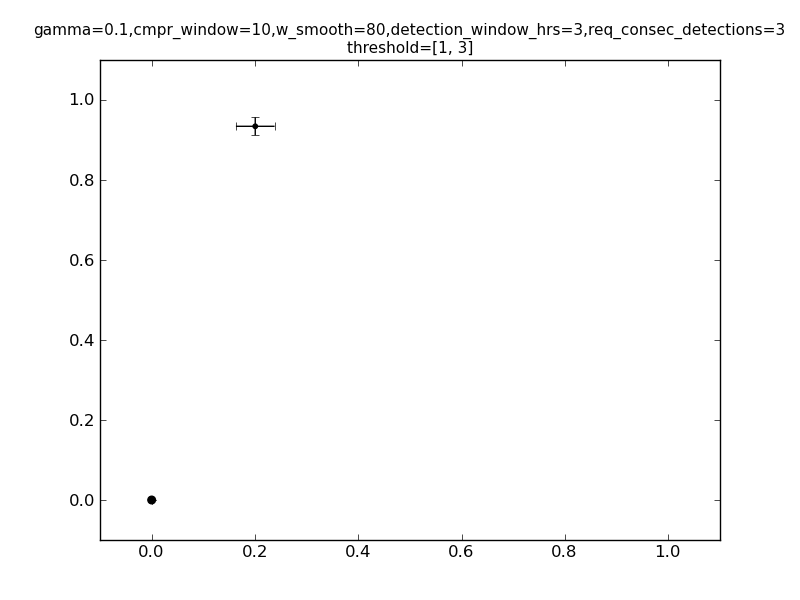 gamma=0.1,cmpr_window=10,w_smooth=80,detection_window_hrs=3,req_consec_detections=3
threshold=[1, 3]
1.0
0.8
0.6
0.4
0.2
0.0
0.0 0.2 0.4 0.6 0.8 1.0